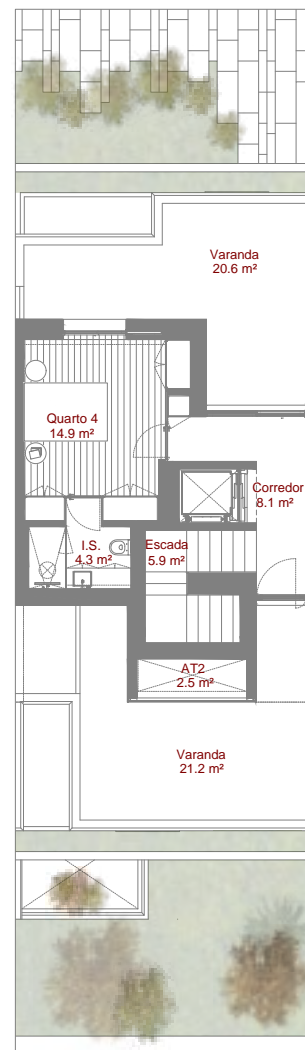 Varanda
20.6 m²
Quarto 4
14.9 m²
Corredor
8.1 m²
I.S.
4.3 m²
Escada
5.9 m²
AT2
2.5 m²
Varanda
21.2 m²